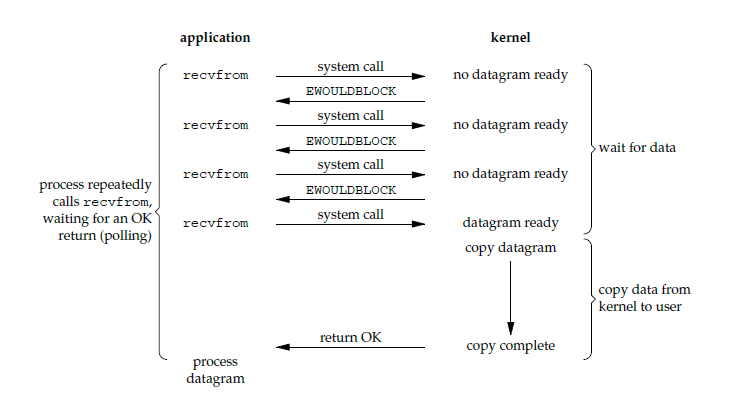 application
kernel
recvfrom
system call
no datagram ready
EWOULDBLOCK
recvfrom
system call
no datagram ready
EWOULDBLOCK
recvfrom
system call
no datagram ready
EWOULDBLOCK
recvfrom
system call
datagram ready
wait for data
process repeatedly
calls recvfrom,
waiting for an OK
return (polling)
copy datagram
copy data from
kernel to user
return OK
copy complete
process
datagram